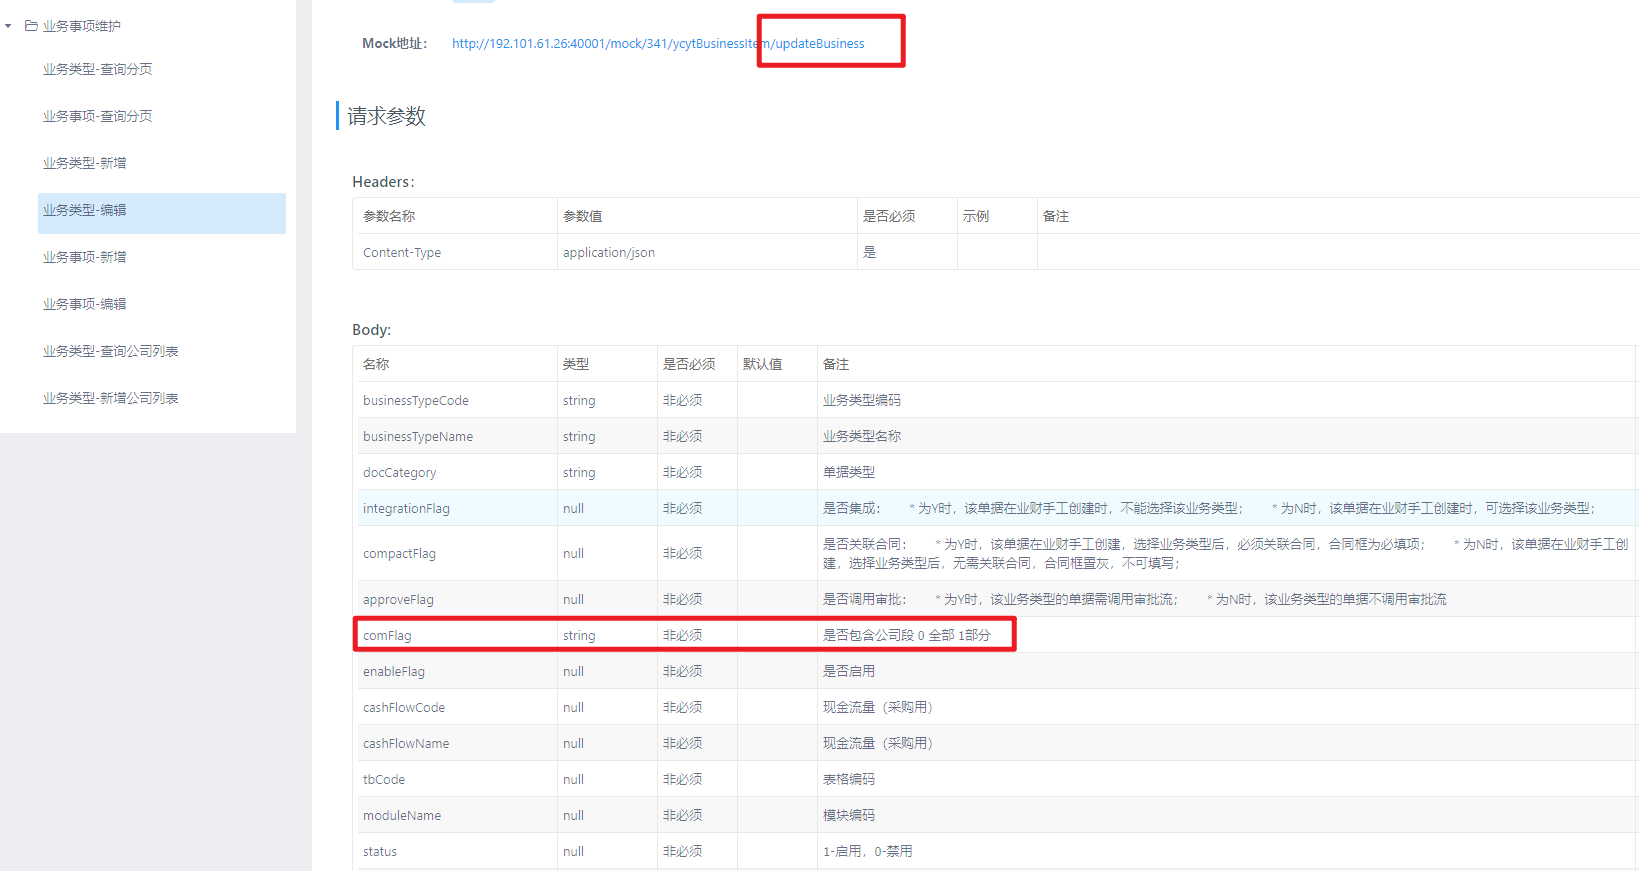 业务事项维护
业务类型-查询分页
业务事项-查询分页
业务类型-新增
业务类型-编辑
业务事项-新增
业务事项-编辑
业务类型-查询公司列表
业务类型-新增公司列表
Mock地址： http://192.101.61.26:40001/mock/341/ycytBusinessItem/updateBusiness
请求参数
Headers：
参数名称 参数值 是否必须 示例 备注
Content-Type application/json 是
Body:
名称 类型 是否必须 默认值 备注
businessTypeCode string 非必须 业务类型编码
businessTypeName string 非必须 业务类型名称
docCategory string 非必须 单据类型
integrationFlag null 非必须 是否集成： * 为Y时，该单据在业财手工创建时，不能选择该业务类型； * 为N时，该单据在业财手工创建时，可选择该业务类型；
compactFlag null 非必须 是否关联合同： * 为Y时，该单据在业财手工创建，选择业务类型后，必须关联合同，合同框为必填项； * 为N时，该单据在业财手工创
建，选择业务类型后，无需关联合同，合同框置灰，不可填写；
approveFlag null 非必须 是否调用审批： * 为Y时，该业务类型的单据需调用审批流； * 为N时，该业务类型的单据不调用审批流
comFlag string 非必须 是否包含公司段 0 全部 1部分
enableFlag null 非必须 是否启用
cashFlowCode null 非必须 现金流量（采购用）
cashFlowName null 非必须 现金流量（采购用）
tbCode null 非必须 表格编码
moduleName null 非必须 模块编码
status null 非必须 1-启用，0-禁用